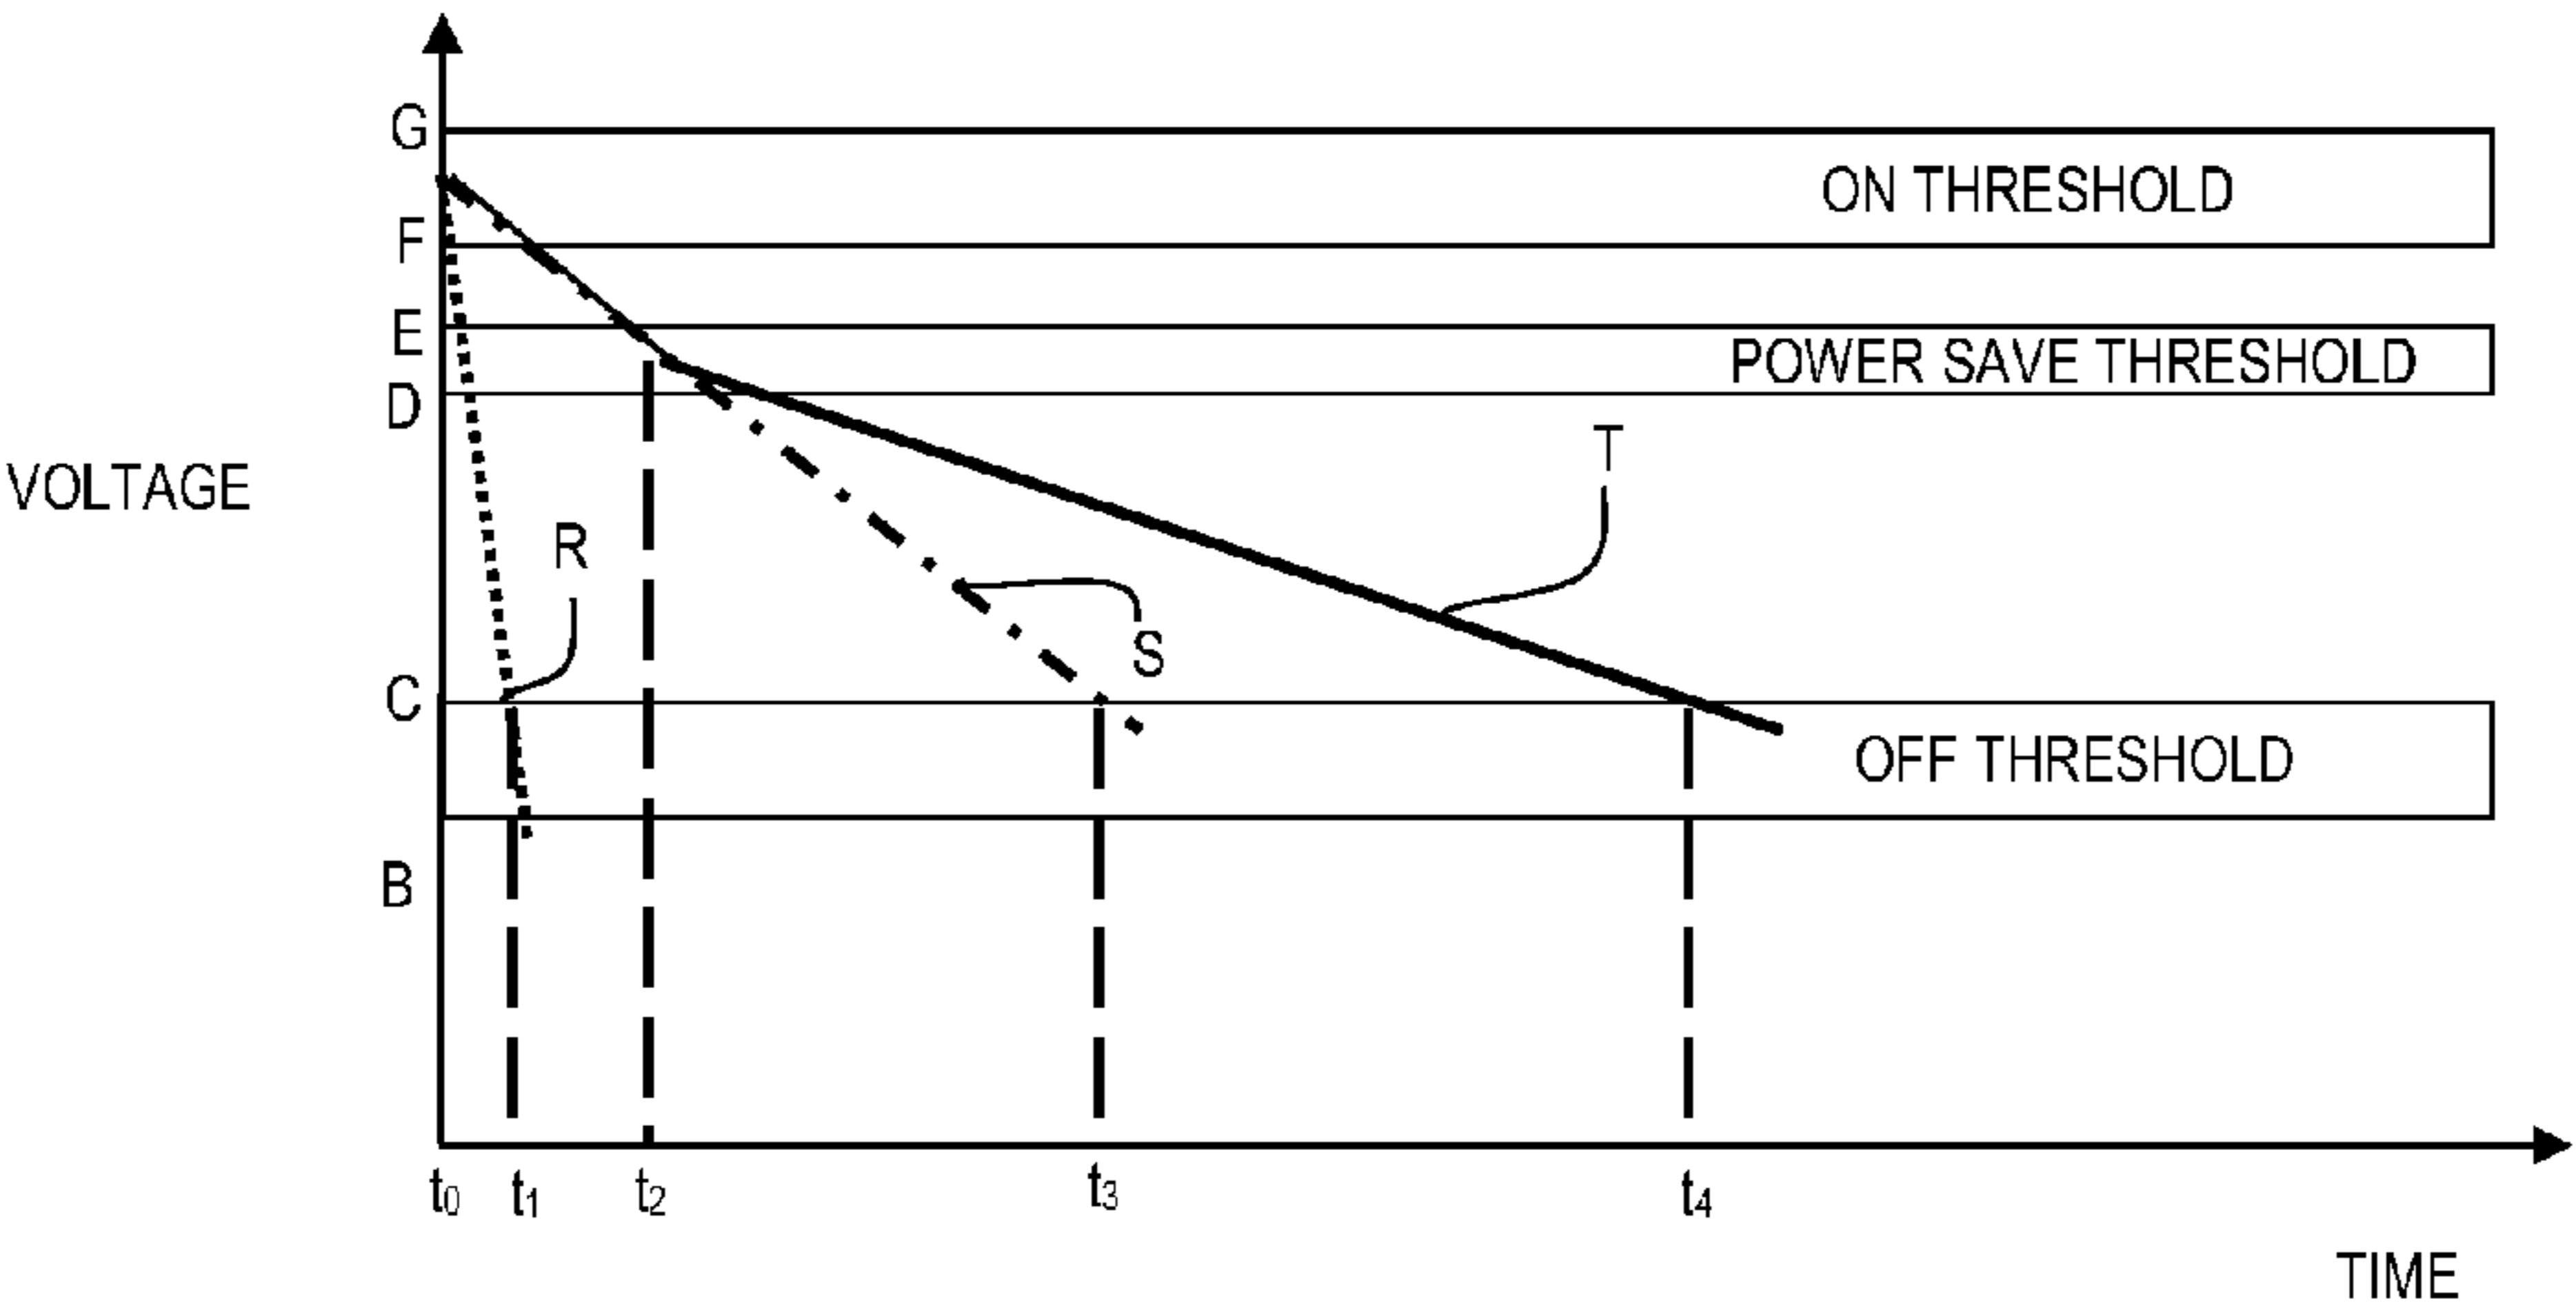 G
ON THRESHOLD
F
E
POWER SAVE THRESHOLD
D
T
VOLTAGE
R
S
C
OFF THRESHOLD
B
t0 t1 t2 t3 t4
TIME